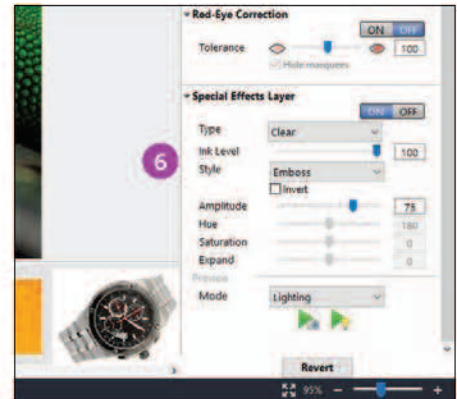 Red-Eye Correction
ON OFF
Tolerance 100
Hide marquees
Special Effects Layer
ON OFF
Type Clear
Ink Level 100
6
Style Emboss
Invert
Amplitude 75
Hue 180
Saturation 0
Expand 0
Preview
Mode Lighting
Revert
95% − +